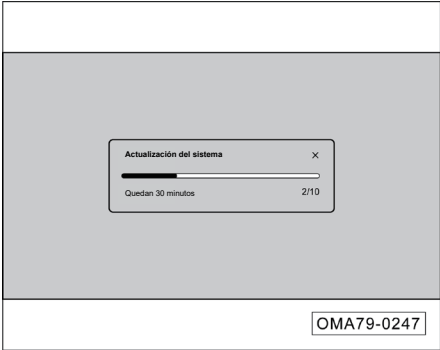 Actualización del sistema ×
Quedan 30 minutos 2/10
OMA79-0247